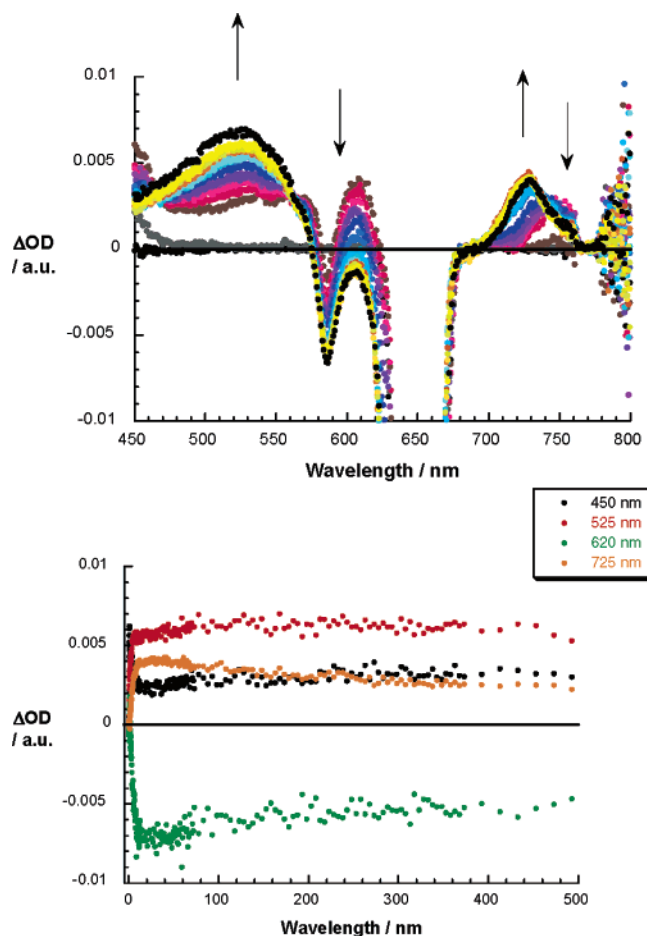 0.01
0.005
ΔOD
/ a.u.
0
-0.005
-0.01
450 500 550 600 650 700 750 800
Wavelength / nm
450 nm
525 nm
620 nm
725 nm
0.01
0.005
ΔOD
/ a.u.
0
-0.005
-0.01
0 100 200 300 400 500
Wavelength / nm